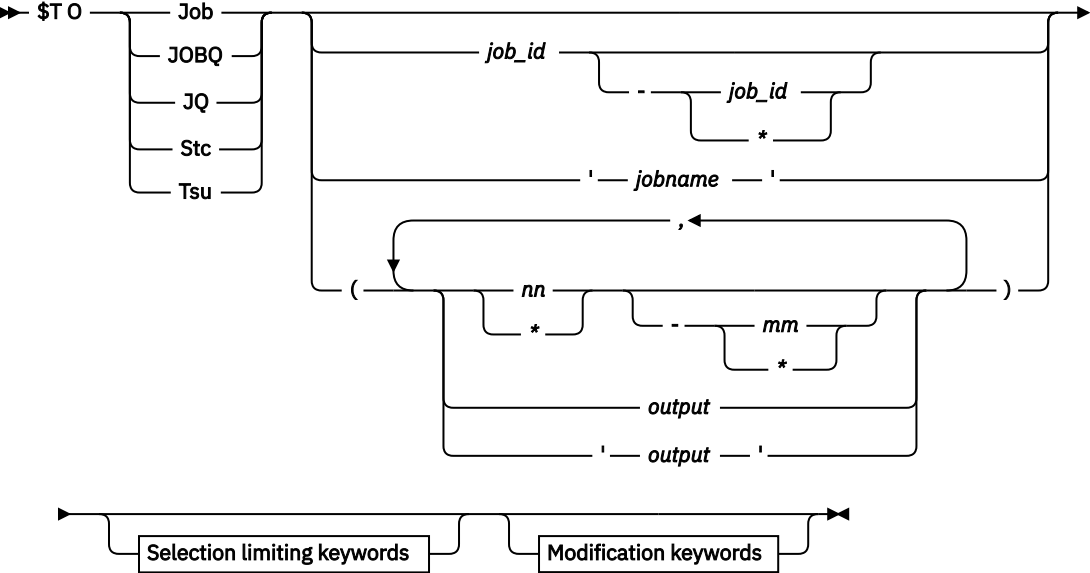 $T O Job
JOBQ
JQ
Stc
Tsu
job_id
- job_id
*
' jobname '
,
( nn )
*
- mm
*
output
' output '
Selection limiting keywords Modification keywords